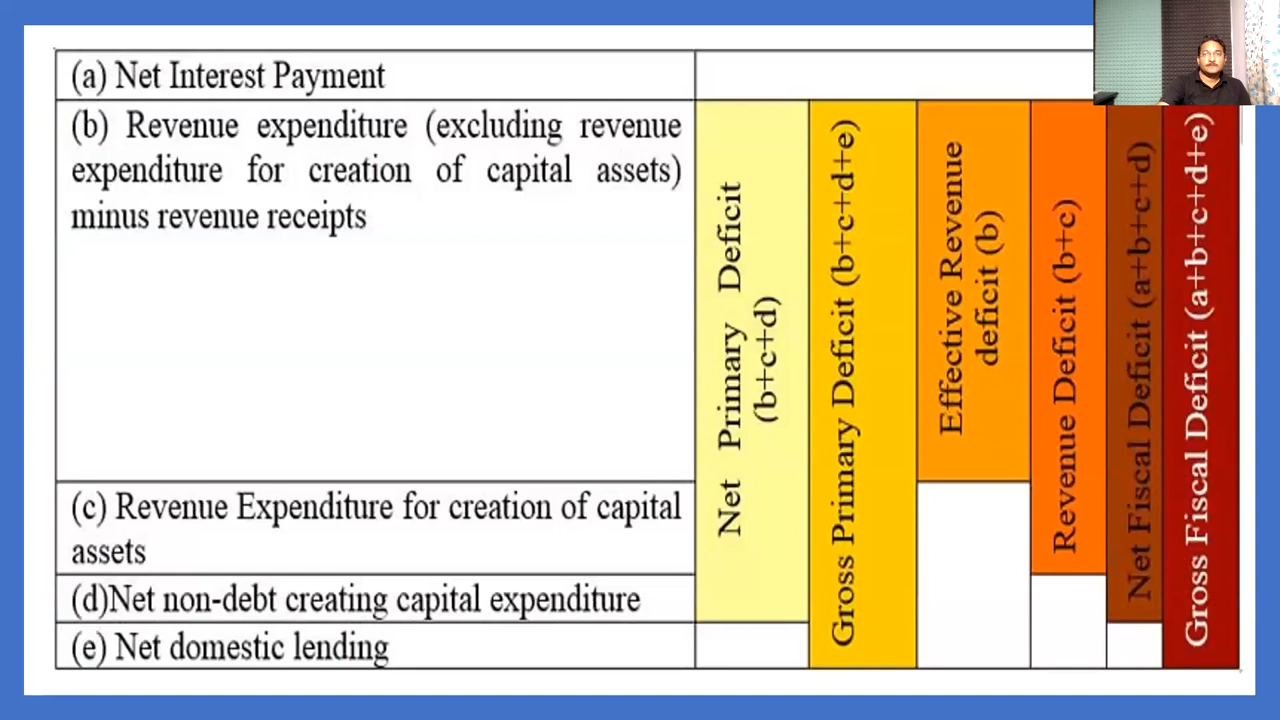 (a) Net Interest Payment
(b) Revenue expenditure (excluding revenue
expenditure for creation of capital assets)
minus revenue receipts
(c) Revenue Expenditure for creation of capital
assets
(d)Net non-debt creating capital expenditure
(e) Net domestic lending
Net Primary Deficit
(b+c+d)
Gross Primary Deficit (b+c+d+e)
Effective Revenue
deficit (b)
Revenue Deficit (b+c)
Net Fiscal Deficit (a+b+c+d)
Gross Fiscal Deficit (a+b+c+d+e)